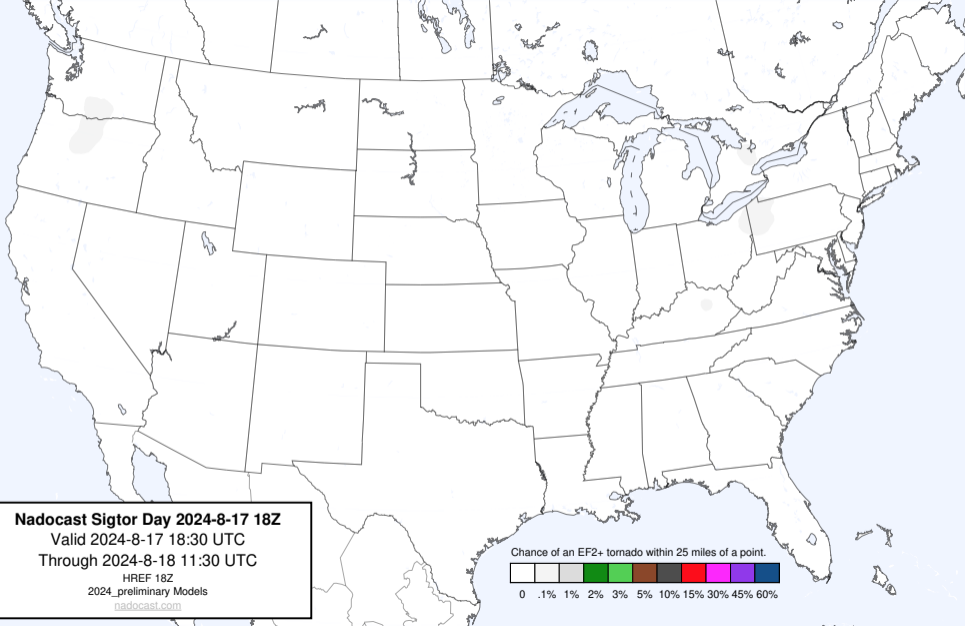 Nadocast Sigtor Day 2024-8-17 18Z
Valid 2024-8-17 18:30 UTC
Through 2024-8-18 11:30 UTC
HREF 18Z
2024_preliminary Models
nadocast.com
Chance of an EF2+ tornado within 25 miles of a point.
0 .1% 1% 2% 3% 5% 10% 15% 30% 45% 60%